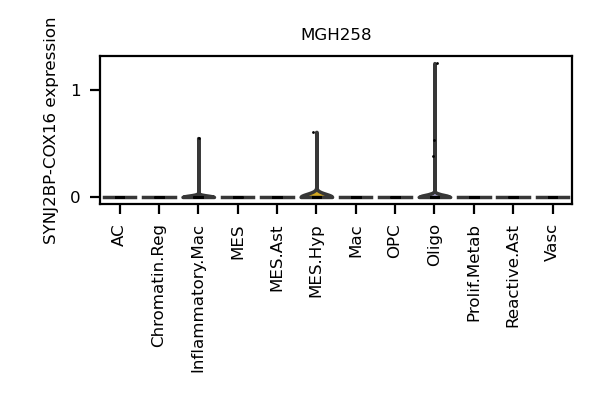 MGH258
SYNJ2BP-COX16 expression
1
0
AC
Chromatin.Reg
Inflammatory.Mac
MES
MES.Ast
MES.Hyp
Mac
OPC
Oligo
Prolif.Metab
Reactive.Ast
Vasc